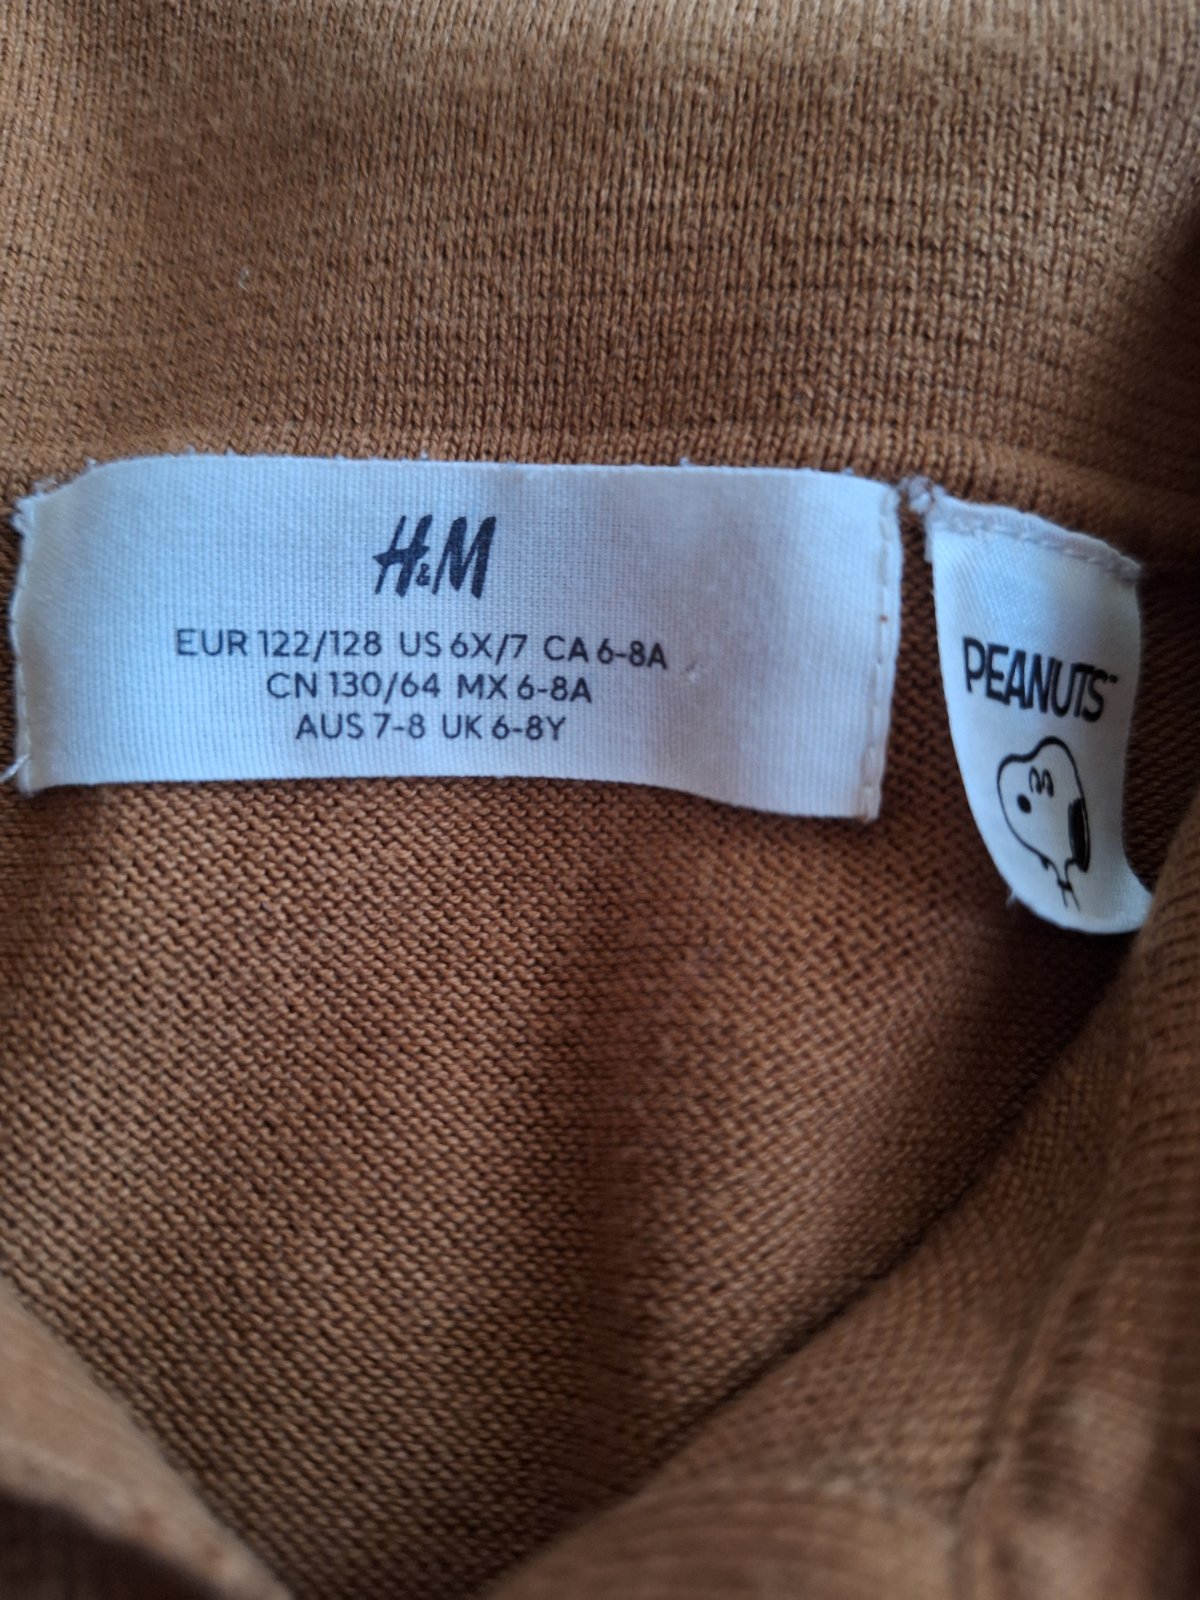 H&M
EUR 122/128 US 6X/7 CA 6-8A
CN 130/64 MX 6-8A
AUS 7-8 UK 6-8Y
PEANUTS™